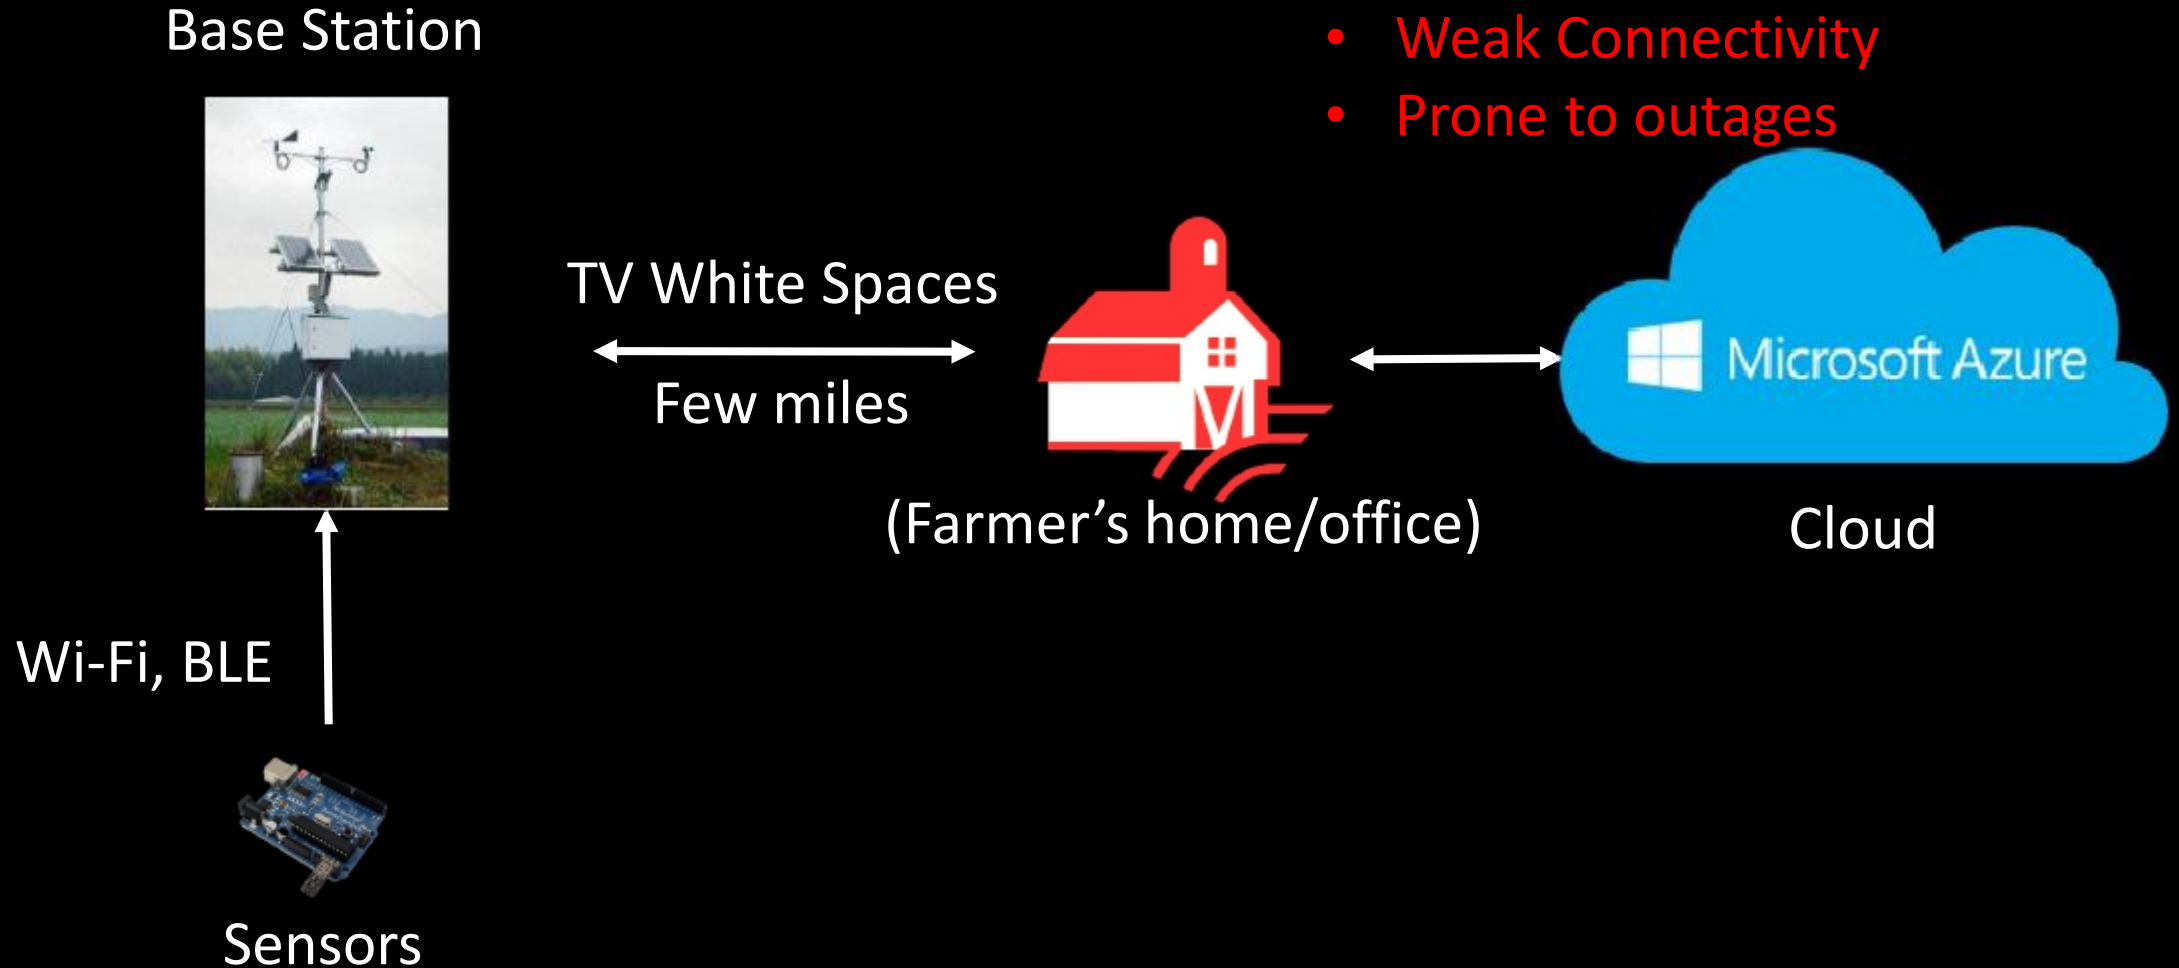 Base Station
• Weak Connectivity
• Prone to outages
TV White Spaces
Few miles
Microsoft Azure
(Farmer’s home/office)
Cloud
Wi-Fi, BLE
Sensors